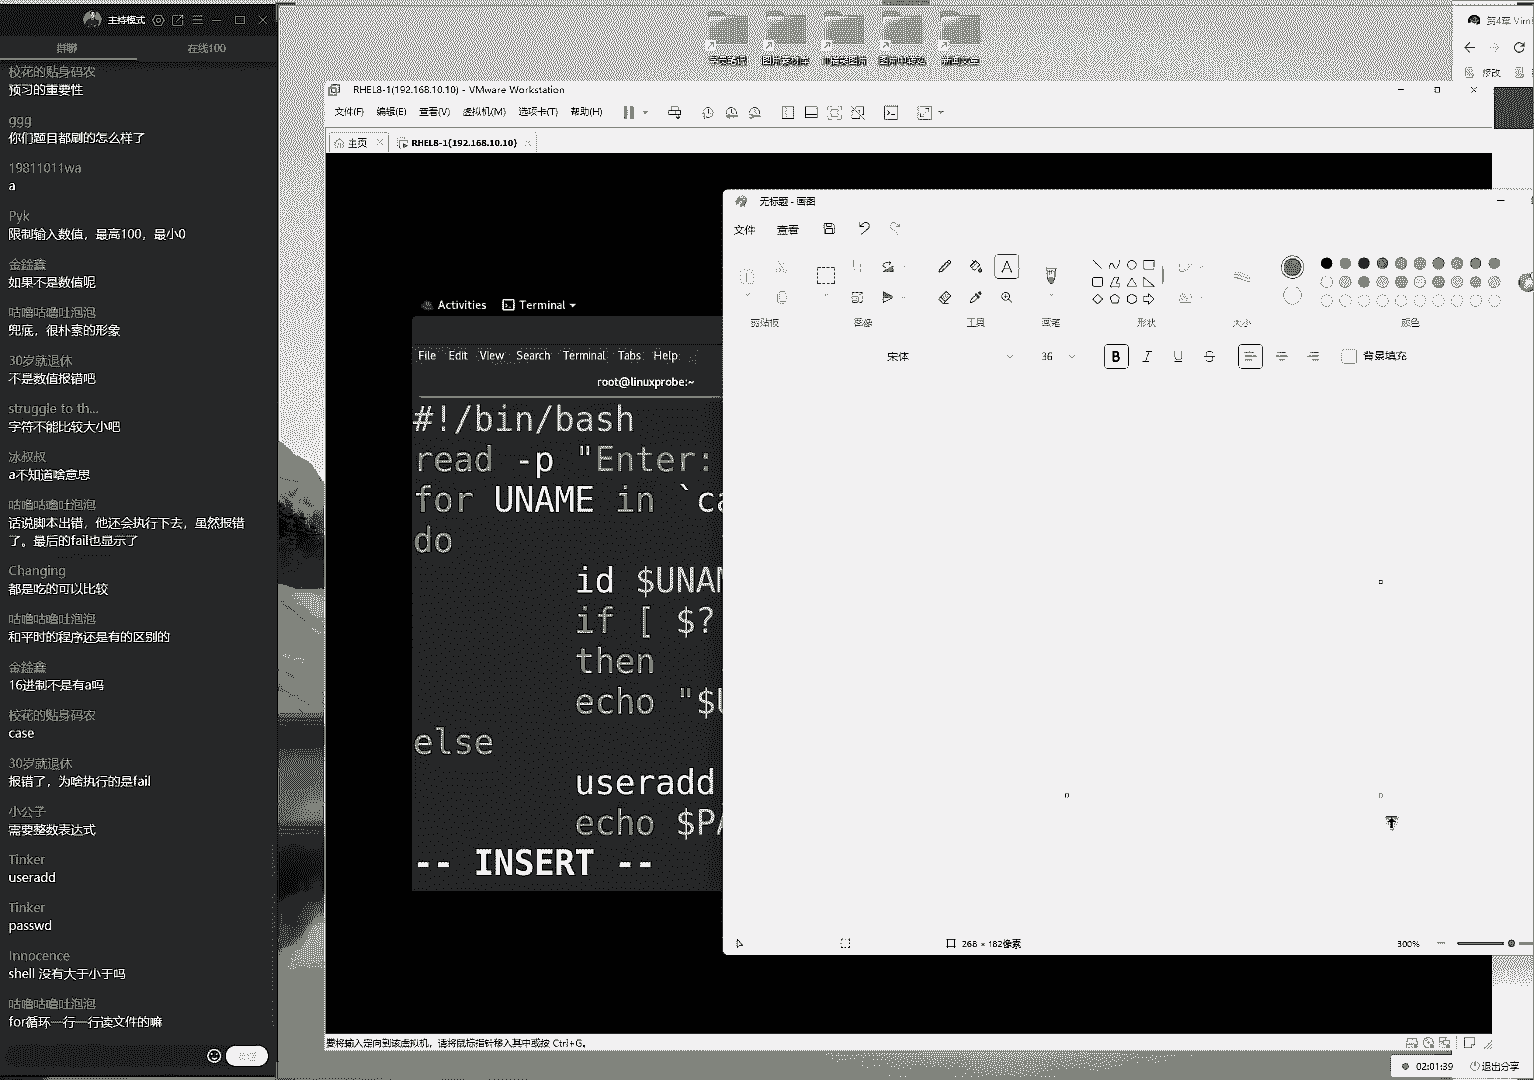 主持模式
群聊
在线100
校花的贴身码农
预习的重要性
ggg
你们题目都刷的怎么样了
19811011wa
a
Pyk
限制输入数值，最高100，最小0
金銓鑫
如果不是数值呢
咕噜咕噜吐泡泡
兜底，很朴素的形象
30岁就退休
不是数值报错吧
struggle to th...
字符不能比较大小吧
冰叔叔
a不知道啥意思
咕噜咕噜吐泡泡
话说脚本出错，他还会执行下去，虽然报错
了。最后的fail也显示了
Changing
都是吃的可以比较
咕噜咕噜吐泡泡
和平时的程序还是有的区别的
金銓鑫
16进制不是有a吗
校花的贴身码农
case
30岁就退休
报错了，为啥执行的是fail
小公子
需要整数表达式
Tinker
useradd
Tinker
passwd
Innocence
shell 没有大于小于吗
咕噜咕噜吐泡泡
for循环一行一行读文件的嘛
RHEL8-1(192.168.10.10) - VMware Workstation
文件(F) 编辑(E) 查看(V) 虚拟机(M) 选项卡(T) 帮助(H)
主页
RHEL8-1(192.168.10.10)
Activities
Terminal
File Edit View Search Terminal Tabs Help
root@linuxprobe:~
#!/bin/bash
read -p "Enter:
for UNAME in `ca
do
id $UNAM
if [ $?
then
echo "$U
else
useradd
echo $PA
-- INSERT --
无标题 - 画图
文件 查看
剪贴板 图像 工具 画笔 形状 大小 颜色
宋体
36
B I U S
背景填充
268 × 182像素
300%
要将输入定向到该虚拟机，请将鼠标指针移入其中或按 Ctrl+G。
第4章 Vim
修改
02:01:39
退出分享